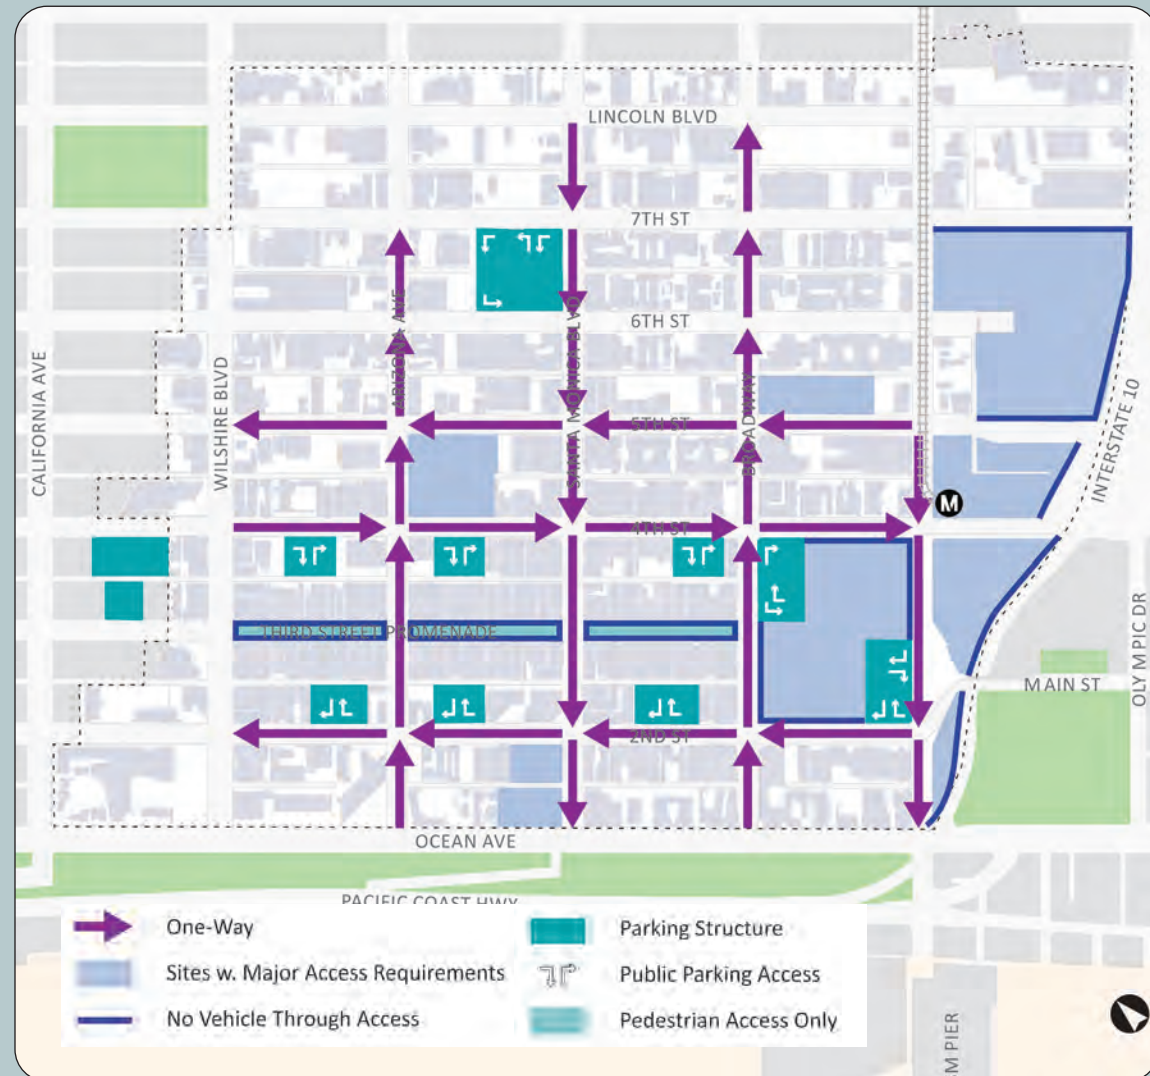 LINCOLN BLVD
7TH ST
6TH ST
5TH ST
4TH ST
THIRD STREET PROMENADE
2ND ST
OCEAN AVE
PACIFIC COAST HWY
CALIFORNIA AVE
WILSHIRE BLVD
ARIZONA AVE
SANTA MONICA BLVD
BROADWAY
M
INTERSTATE 10
OLYMPIC DR
MAIN ST
One-Way
Sites w. Major Access Requirements
No Vehicle Through Access
Parking Structure
Public Parking Access
Pedestrian Access Only
PIER